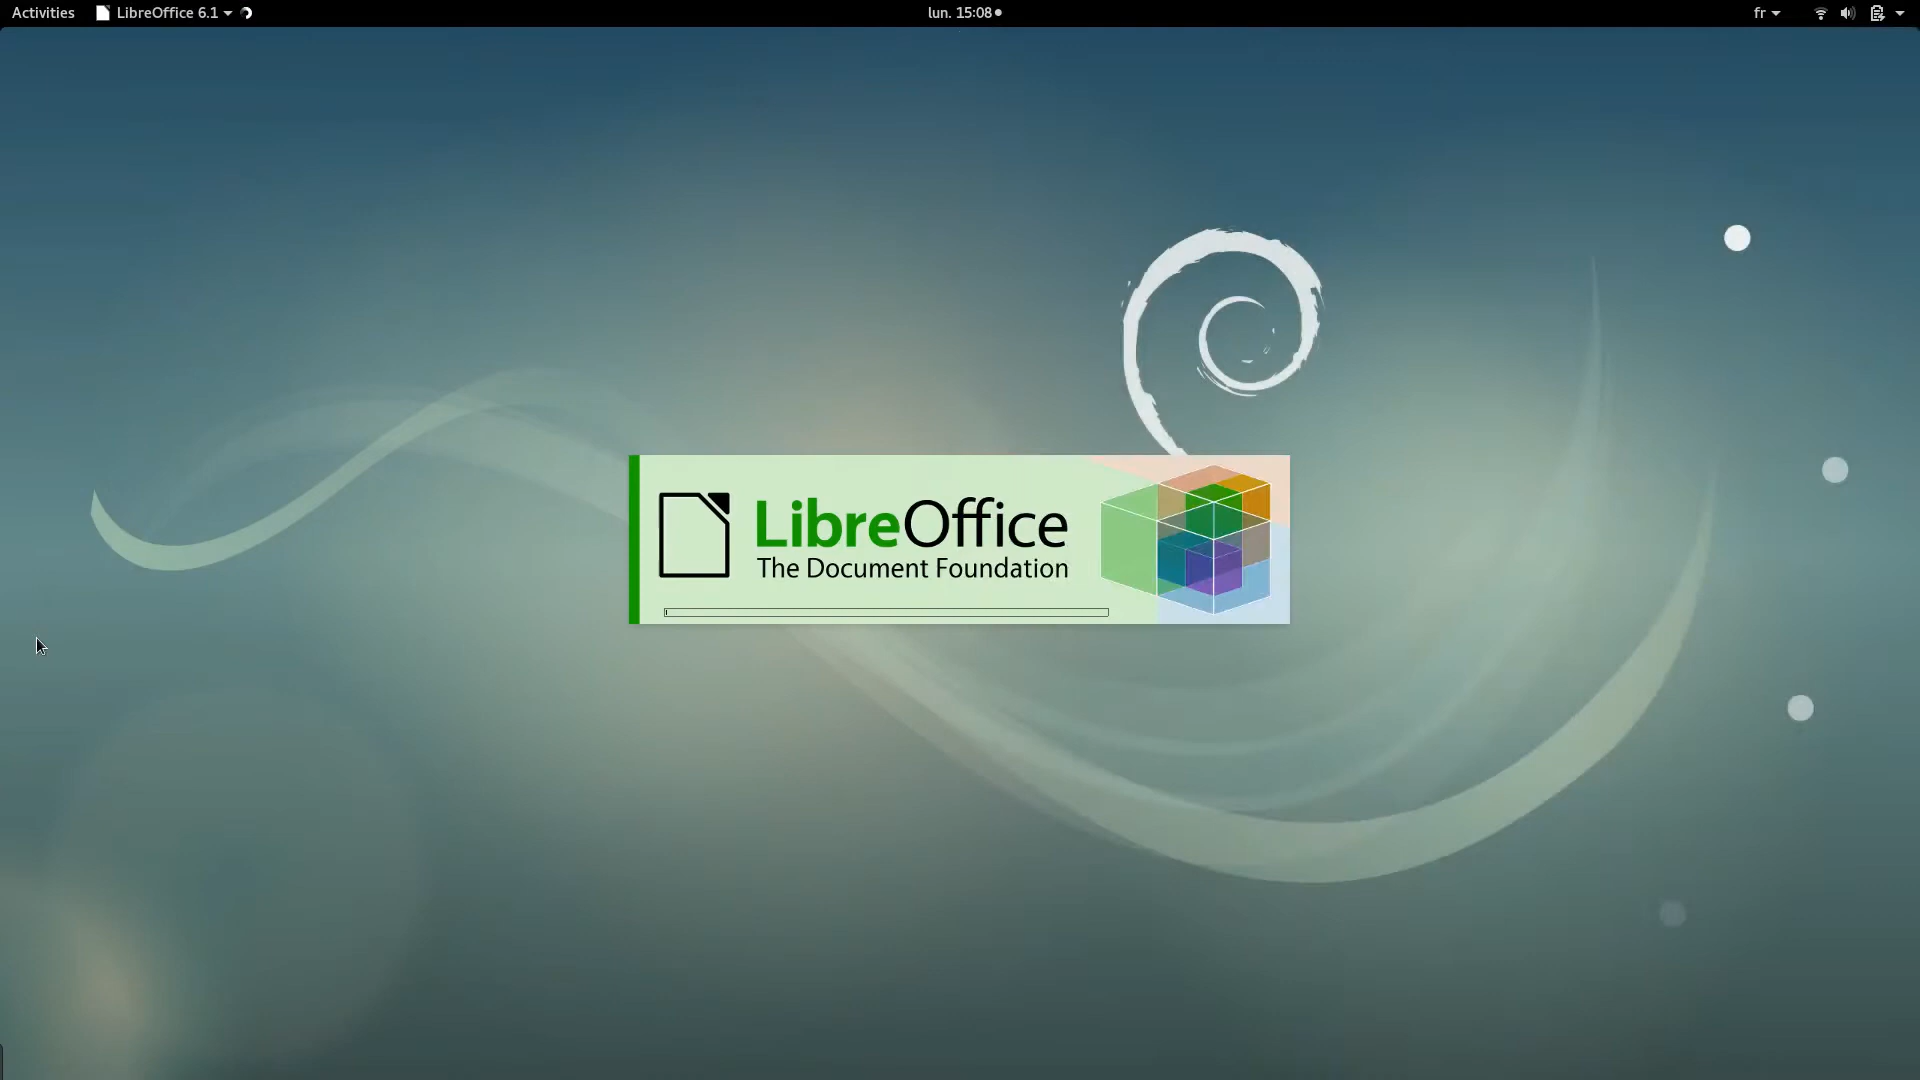 Activities LibreOffice 6.1 lun. 15:08 fr
LibreOffice
The Document Foundation